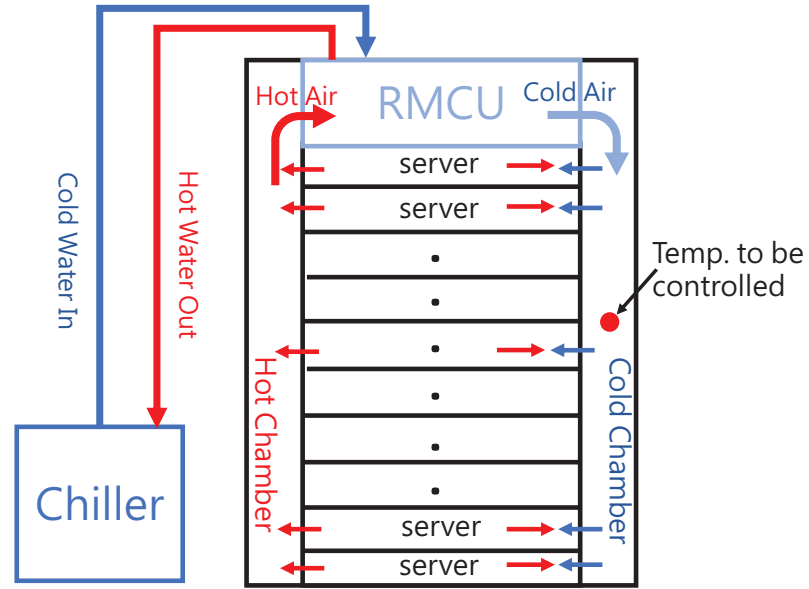 Hot Air
RMCU
Cold Air
server
server
Cold Water In
Hot Water Out
Temp. to be
controlled
Hot Chamber
Cold Chamber
Chiller
server
server